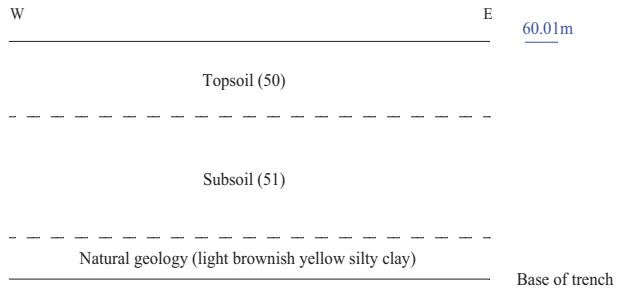 W
E
60.01m
Topsoil (50)
Subsoil (51)
Natural geology (light brownish yellow silty clay)
Base of trench